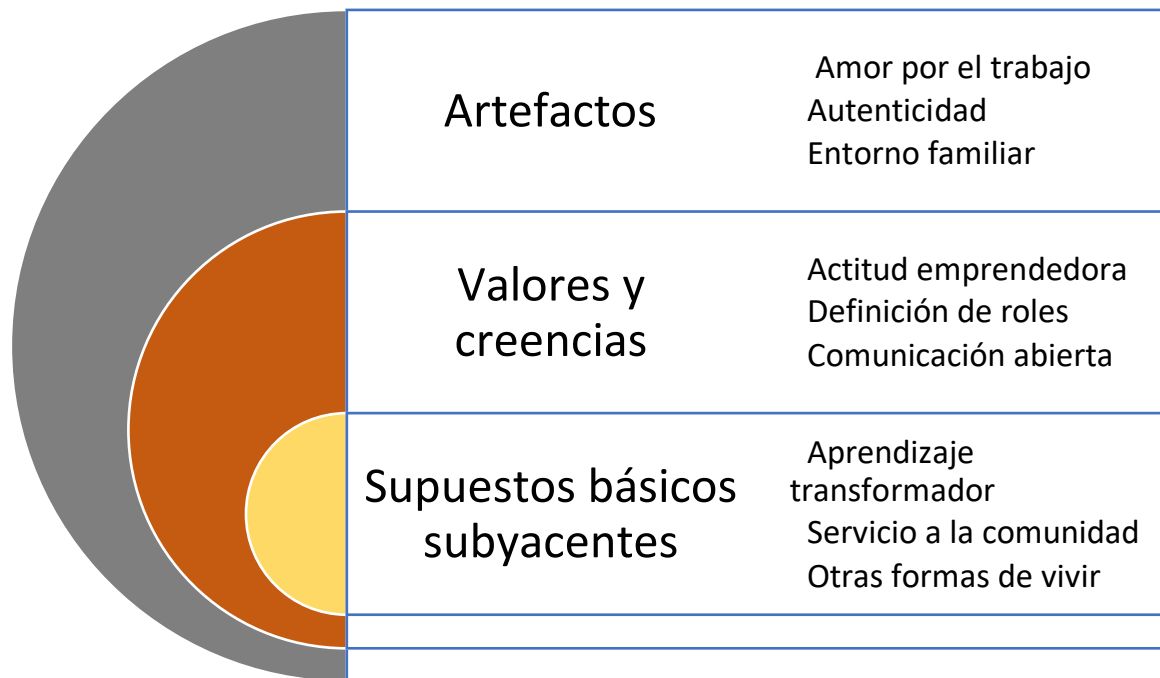 Artefactos
Amor por el trabajo
Autenticidad
Entorno familiar
Valores y
creencias
Actitud emprendedora
Definición de roles
Comunicación abierta
Supuestos básicos
subyacentes
Aprendizaje
transformador
Servicio a la comunidad
Otras formas de vivir